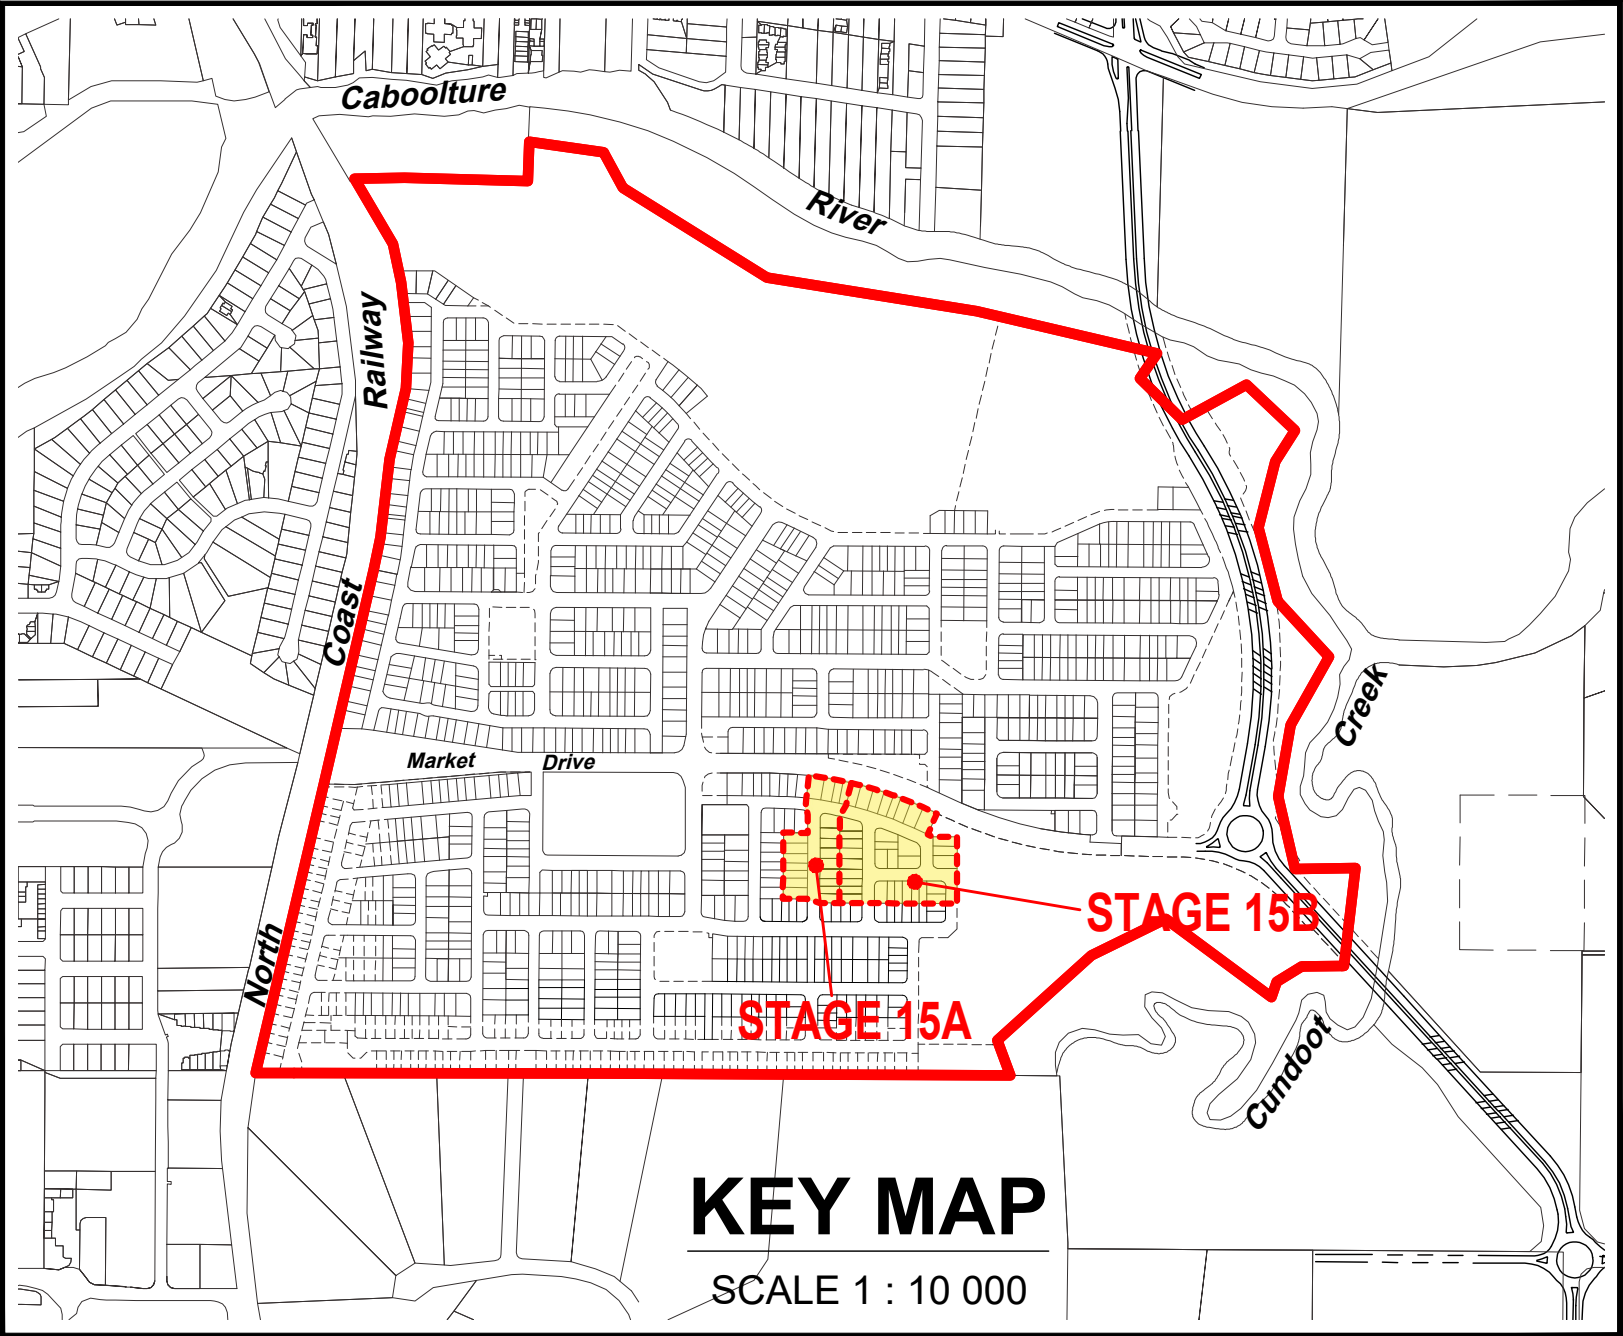 Caboolture
River
Railway
Coast
North
Market Drive
Creek
STAGE 15B
STAGE 15A
Cundoot
KEY MAP
SCALE 1 : 10 000